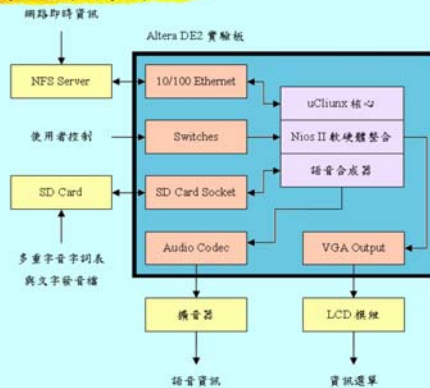 網路即時資訊
Altera DE2 實驗板
NFS Server
10/100 Ethernet
uCliunx 核心
使用者控制
Switches
Nios II 軟硬體整合
語音合成器
SD Card
SD Card Socket
多重字音字詞表
與文字發音檔
Audio Codec
VGA Output
擴音器
LCD 模組
語音資訊
資訊選單